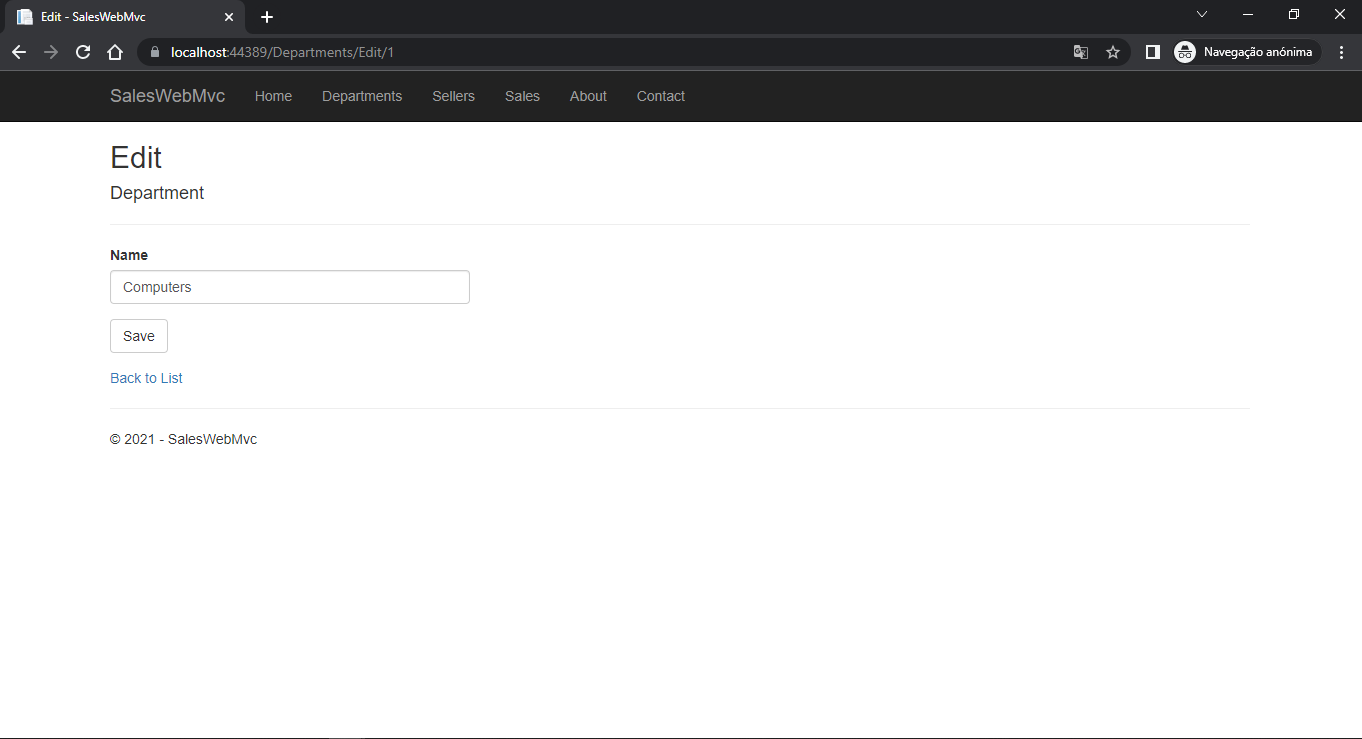 Edit - SalesWebMvc
localhost:44389/Departments/Edit/1
Navegação anónima
SalesWebMvc Home Departments Sellers Sales About Contact
Edit
Department
Name
Computers
Save
Back to List
© 2021 - SalesWebMvc